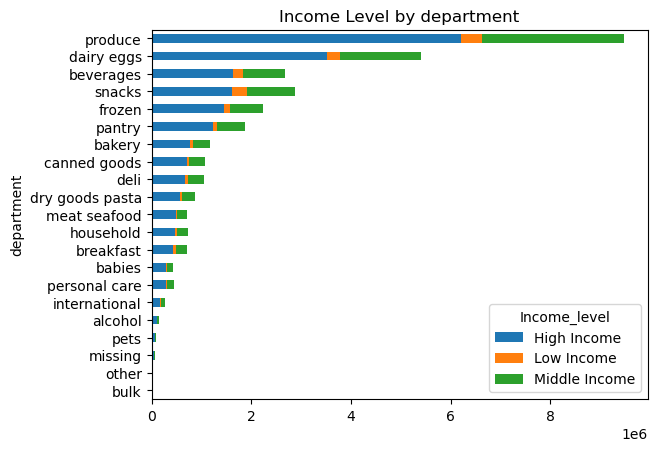 Income Level by department
department
produce
dairy eggs
beverages
snacks
frozen
pantry
bakery
canned goods
deli
dry goods pasta
meat seafood
household
breakfast
babies
personal care
international
alcohol
pets
missing
other
bulk
Income_level
High Income
Low Income
Middle Income
0 2 4 6 8
1e6